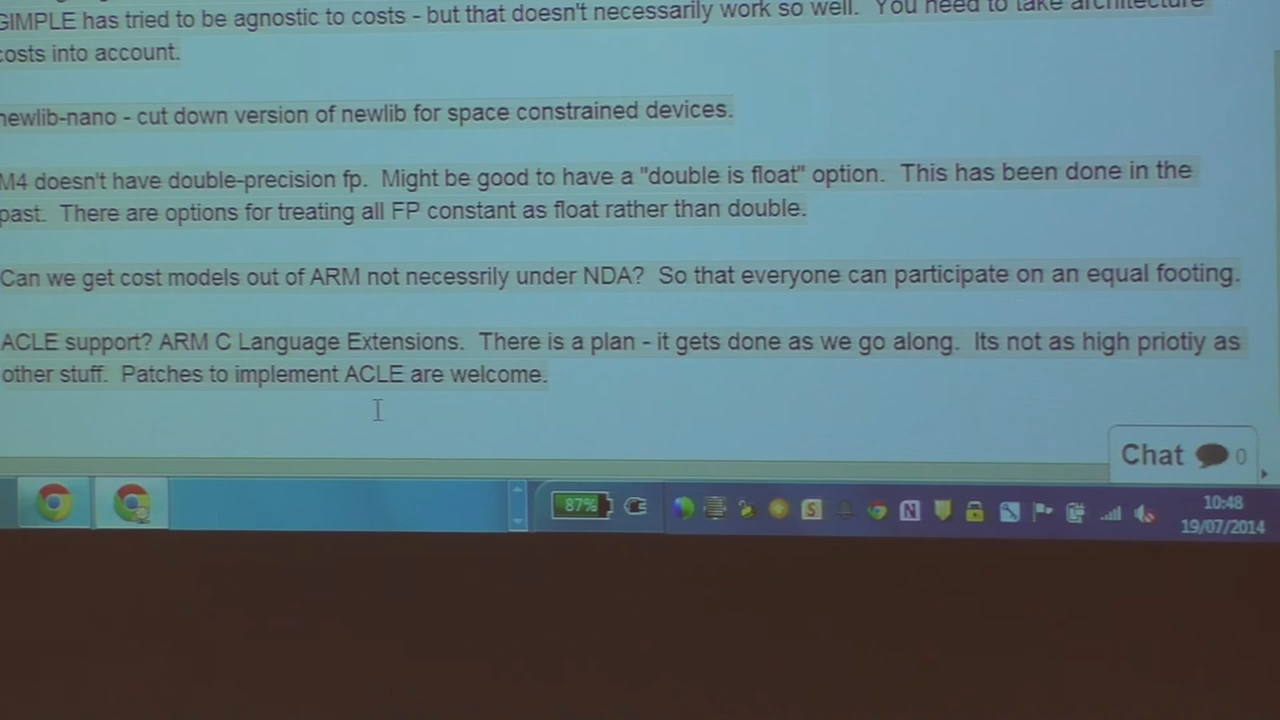 GIMPLE has tried to be agnostic to costs - but that doesn't necessarily work so well. You need to take architecture
costs into account.
newlib-nano - cut down version of newlib for space constrained devices.
M4 doesn't have double-precision fp. Might be good to have a "double is float" option. This has been done in the
past. There are options for treating all FP constant as float rather than double.
Can we get cost models out of ARM not necessrily under NDA? So that everyone can participate on an equal footing.
ACLE support? ARM C Language Extensions. There is a plan - it gets done as we go along. Its not as high priotiy as
other stuff. Patches to implement ACLE are welcome.
Chat 0
87%
S
N
10:48
19/07/2014